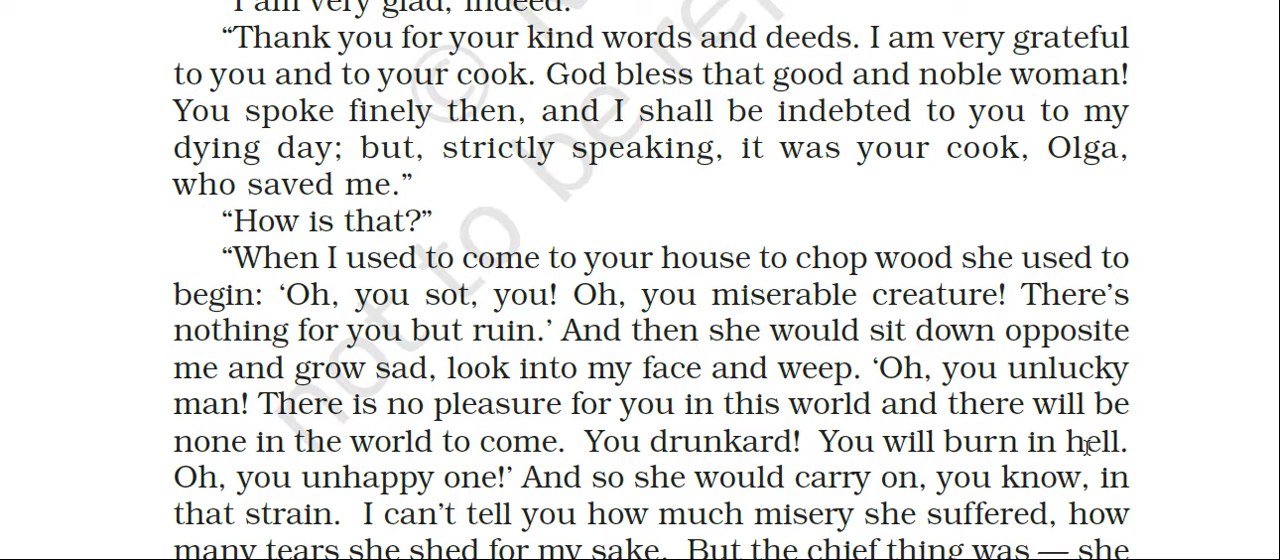 "I am very glad, indeed.
"Thank you for your kind words and deeds. I am very grateful
to you and to your cook. God bless that good and noble woman!
You spoke finely then, and I shall be indebted to you to my
dying day; but, strictly speaking, it was your cook, Olga,
who saved me."
"How is that?"
"When I used to come to your house to chop wood she used to
begin: 'Oh, you sot, you! Oh, you miserable creature! There's
nothing for you but ruin.' And then she would sit down opposite
me and grow sad, look into my face and weep. 'Oh, you unlucky
man! There is no pleasure for you in this world and there will be
none in the world to come. You drunkard! You will burn in hell.
Oh, you unhappy one!' And so she would carry on, you know, in
that strain. I can't tell you how much misery she suffered, how
many tears she shed for my sake. But the chief thing was — she
© 
not to be re